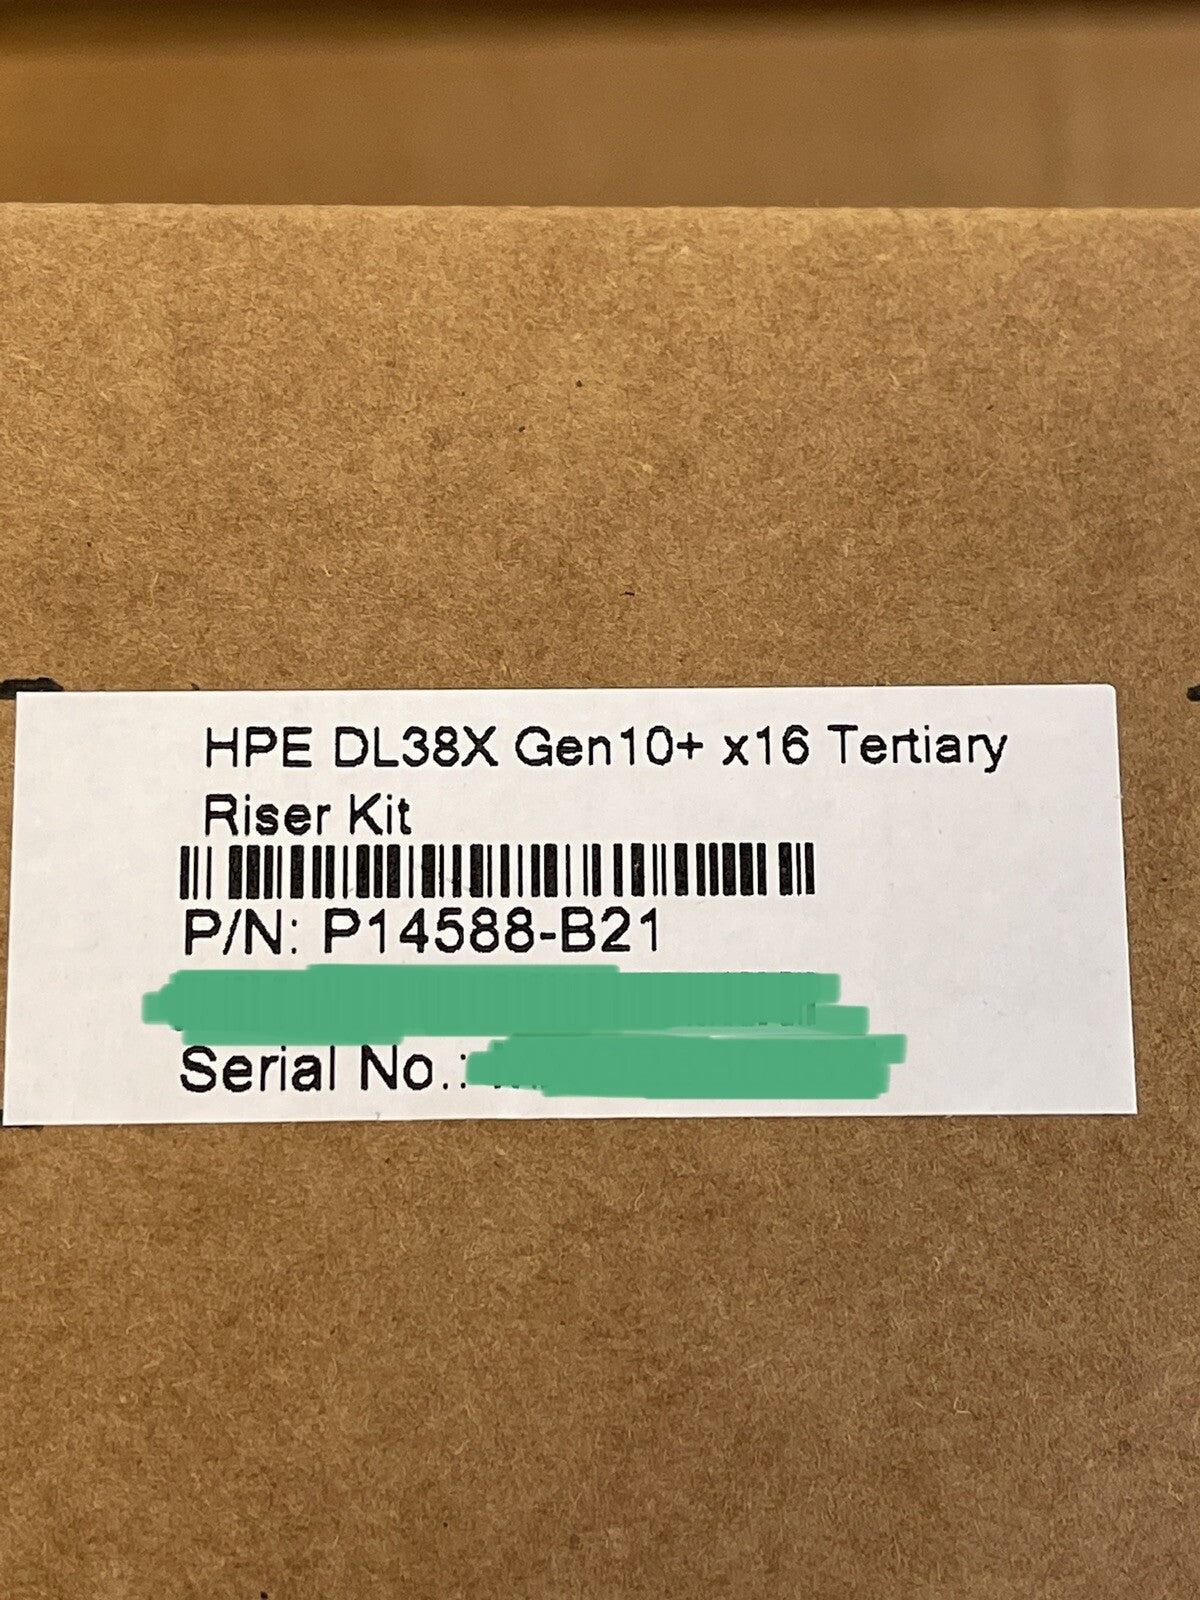 HPE DL38X Gen10+ x16 Tertiary
Riser Kit
P/N: P14588-B21
Serial No.: